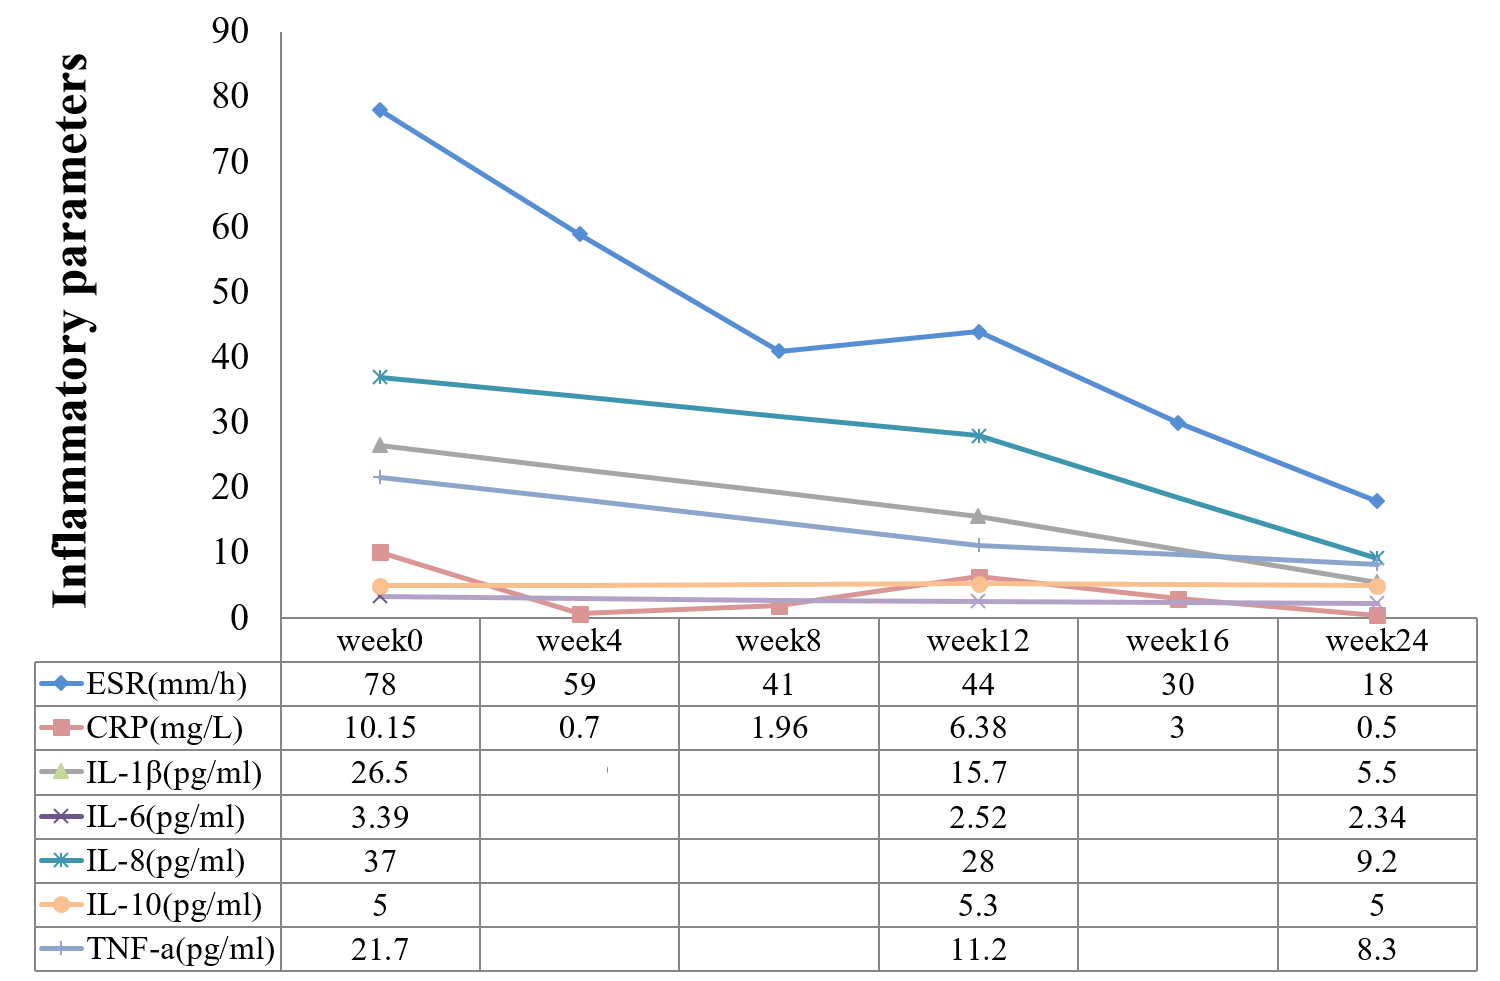 90
80
70
60
50
40
30
20
10
0
Inflammatory parameters
week0 week4 week8 week12 week16 week24
ESR(mm/h) 78 59 41 44 30 18
CRP(mg/L) 10.15 0.7 1.96 6.38 3 0.5
IL-1β(pg/ml) 26.5 15.7 5.5
IL-6(pg/ml) 3.39 2.52 2.34
IL-8(pg/ml) 37 28 9.2
IL-10(pg/ml) 5 5.3 5
TNF-a(pg/ml) 21.7 11.2 8.3